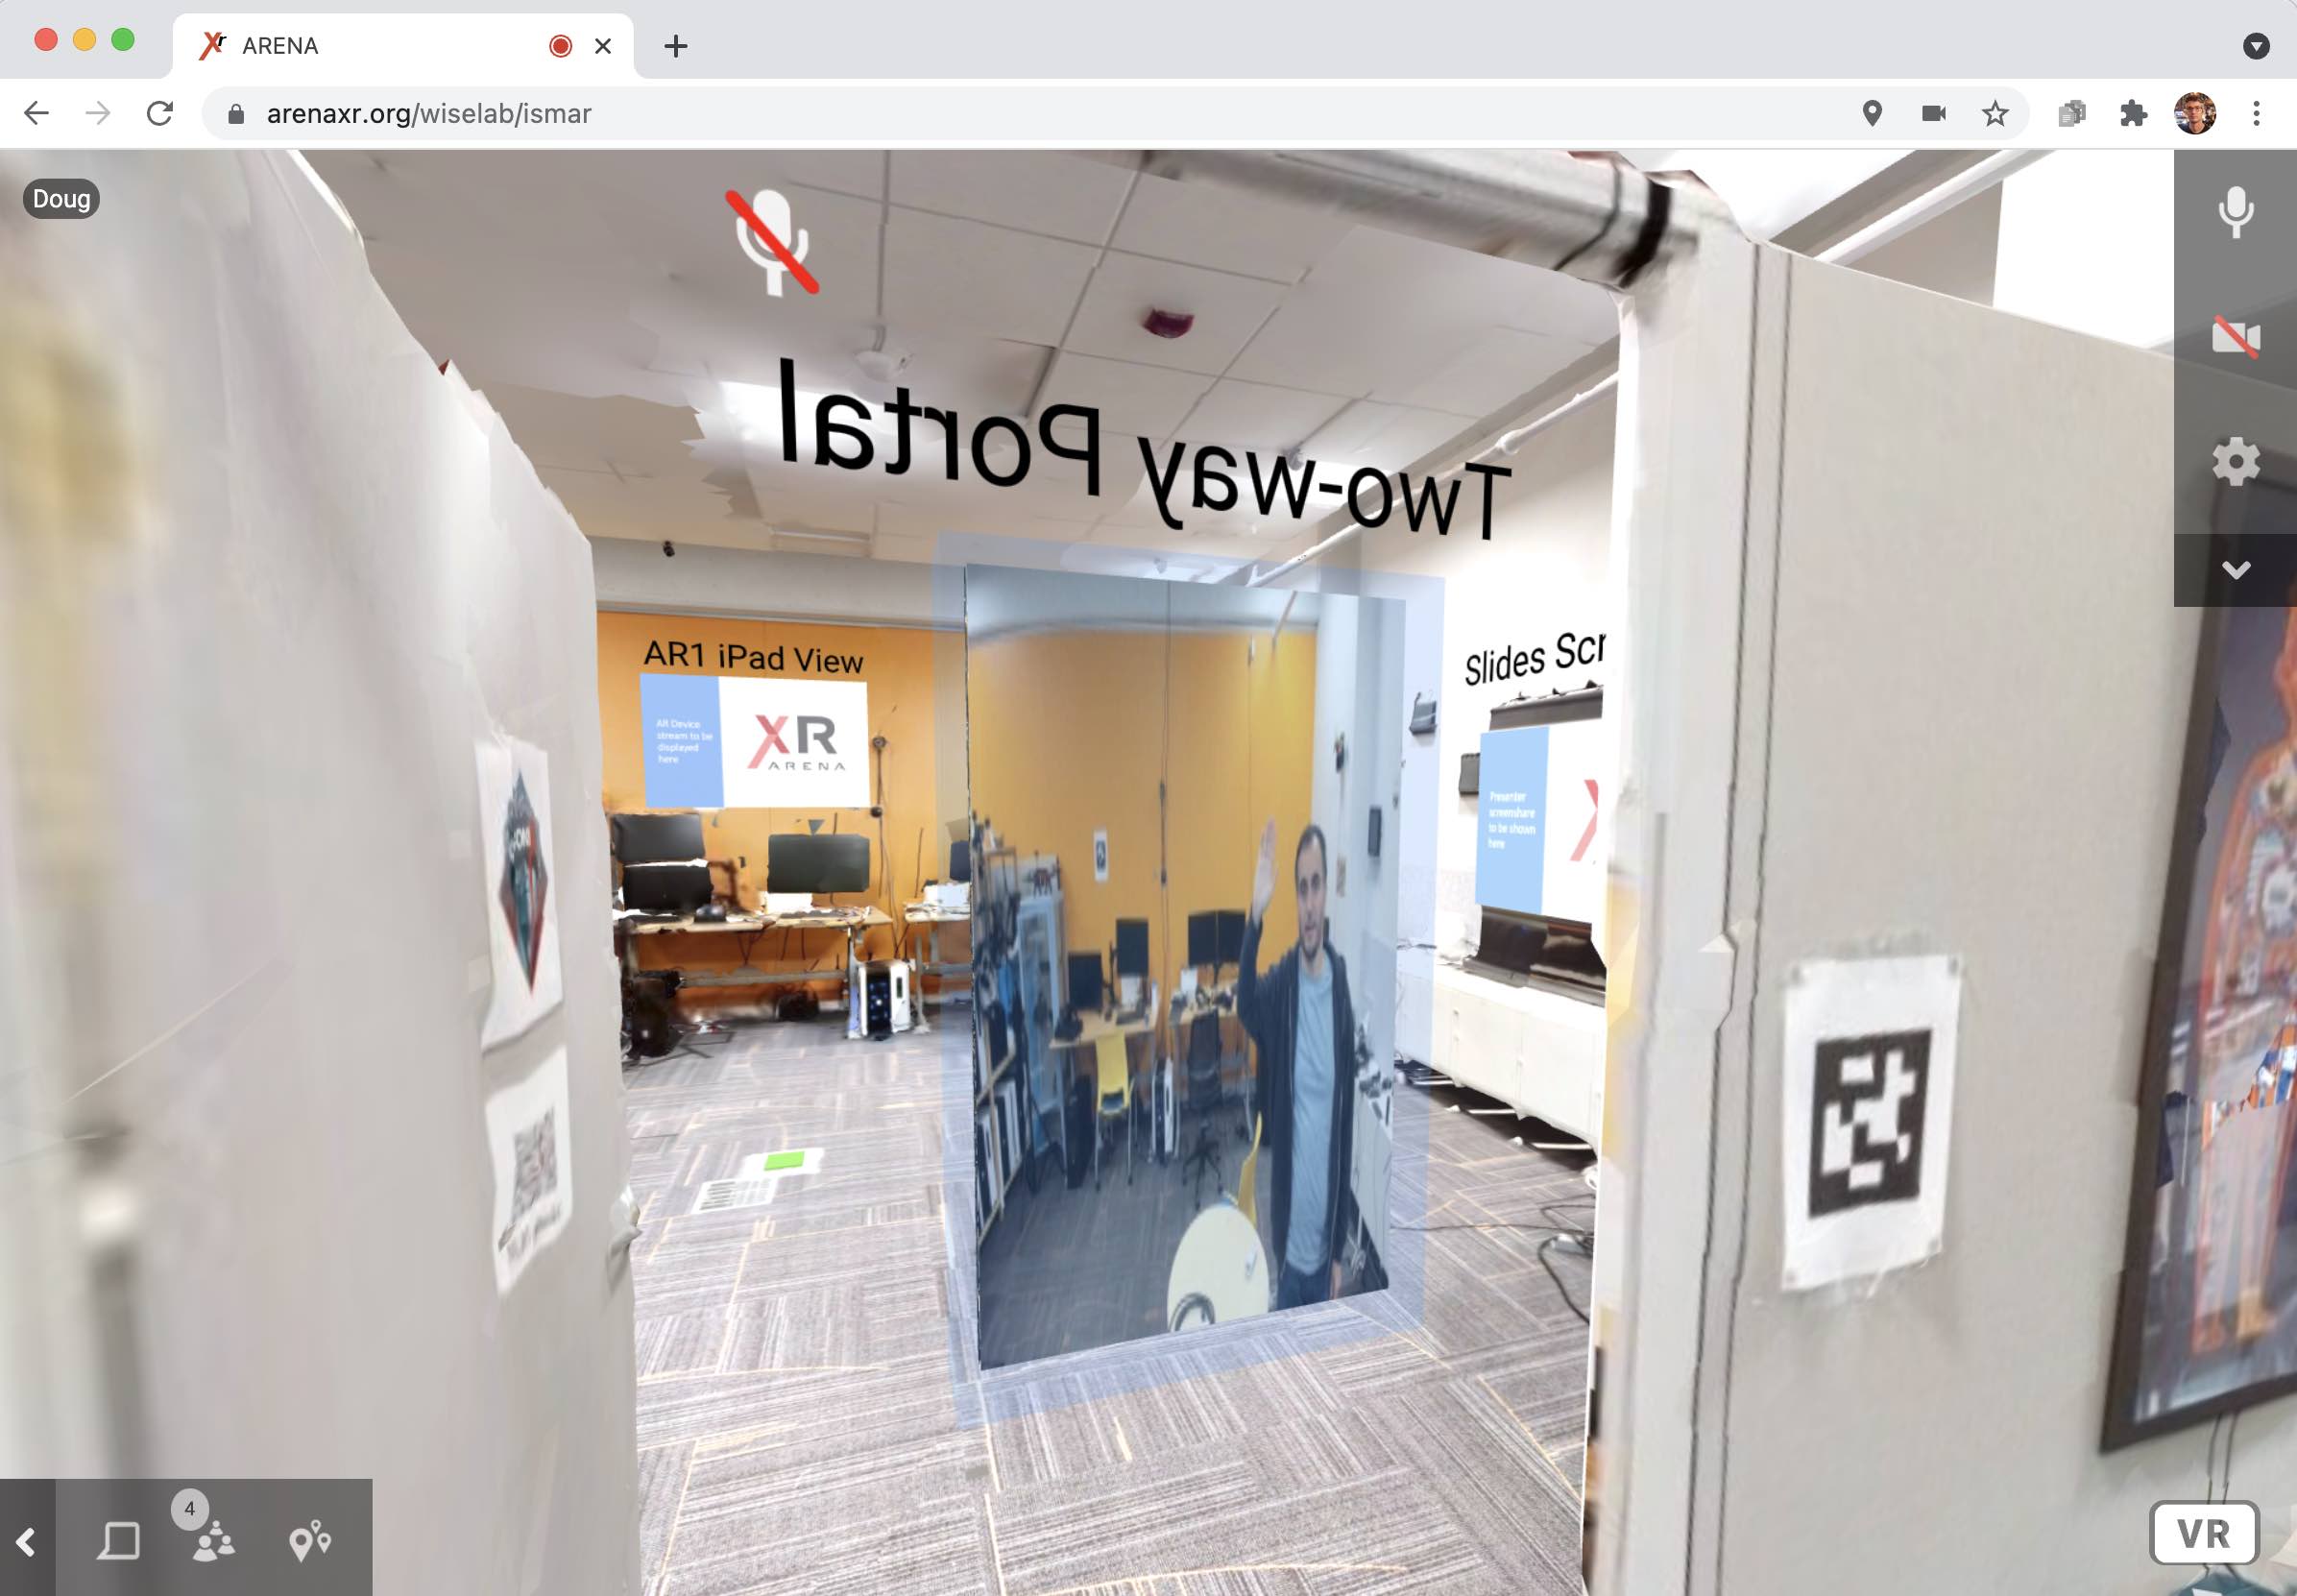 ARENA
arenaxr.org/wiselab/ismar
Doug
Two-way Portal
AR1 iPad View
AR Device
stream to be
displayed
here
XR
ARENA
Slides Scr
Presenter
screenshare
to be shown
here
X
4
VR